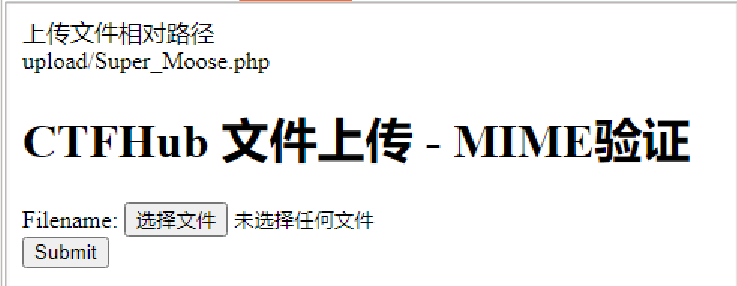 上传文件相对路径
upload/Super_Moose.php
CTFHub 文件上传 - MIME验证
Filename: 选择文件 未选择任何文件
Submit